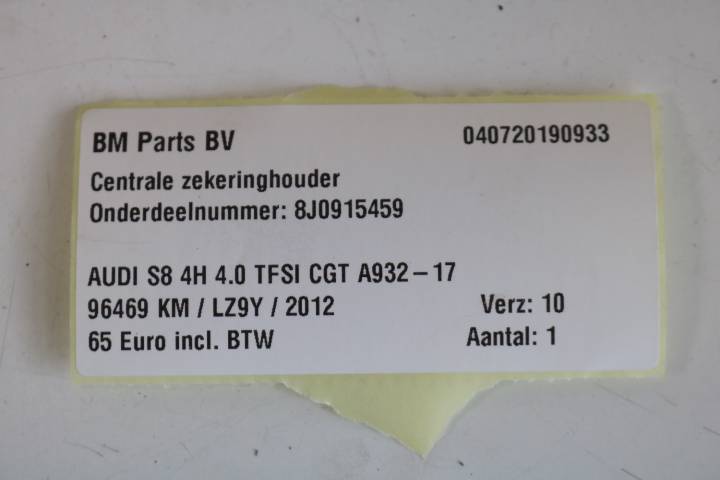 BM Parts BV 040720190933
Centrale zekeringhouder
Onderdeelnummer: 8J0915459
AUDI S8 4H 4.0 TFSI CGT A932-17
96469 KM / LZ9Y / 2012 Verz: 10
65 Euro incl. BTW Aantal: 1